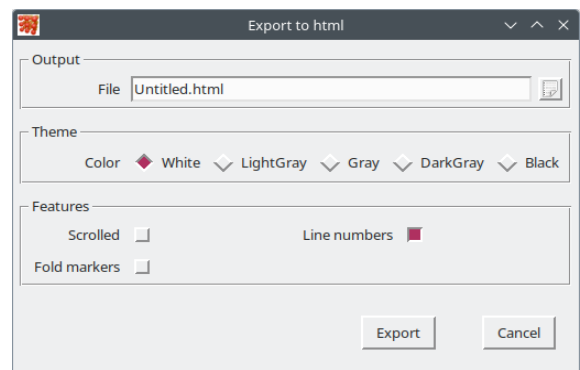 Export to html
Output
File Untitled.html
Theme
Color White LightGray Gray DarkGray Black
Features
Scrolled Line numbers
Fold markers
Export Cancel